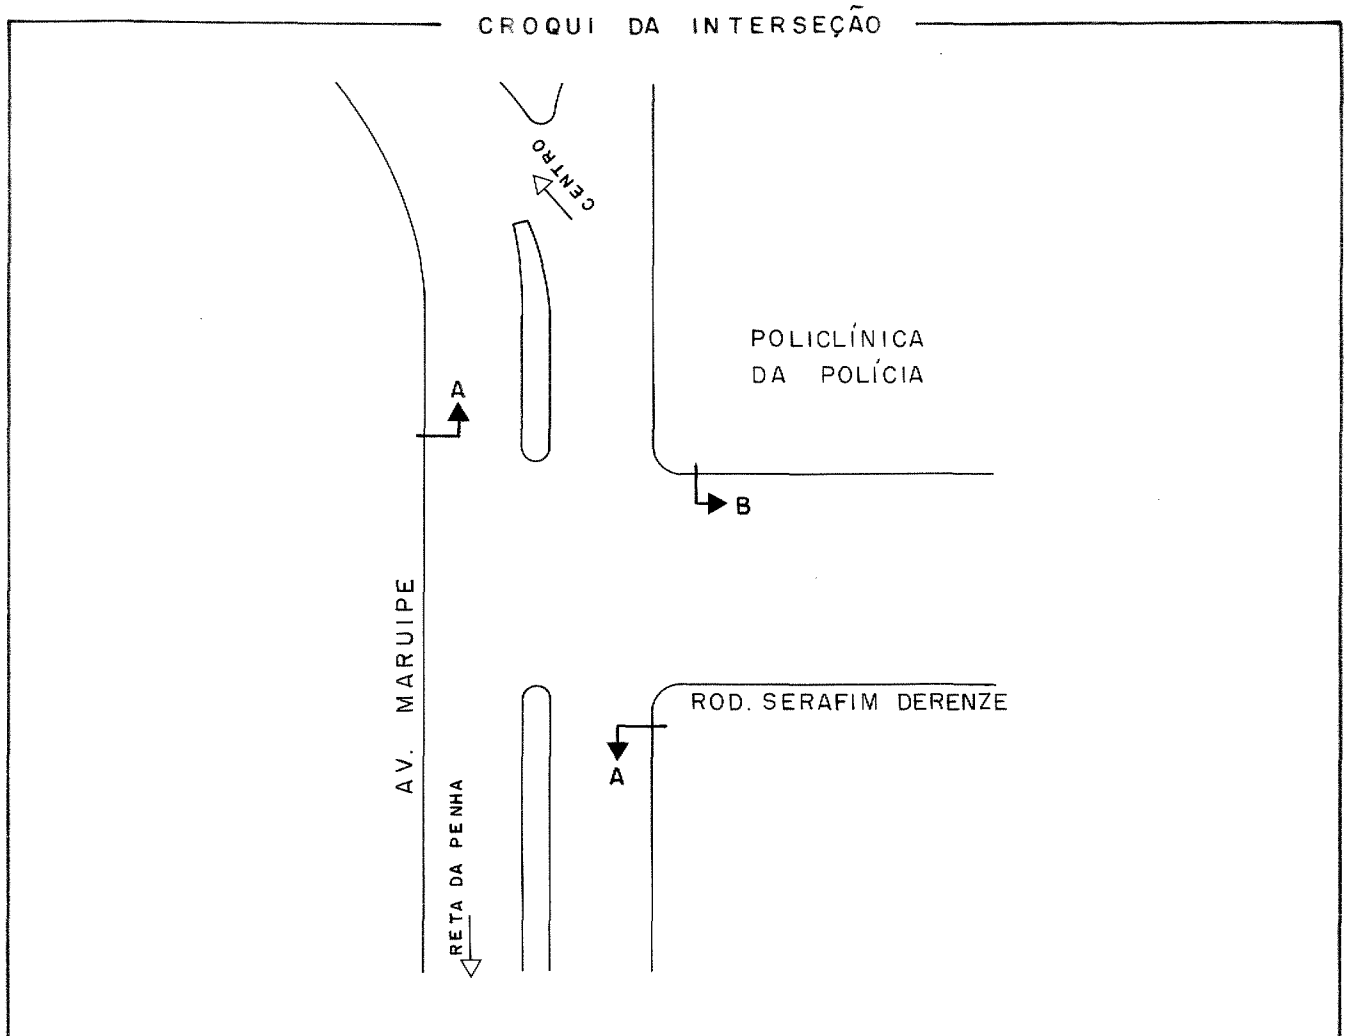 CROQUI DA INTERSEÇÃO
CENTRO
POLICLÍNICA
DA POLÍCIA
A
B
AV. MARUIPE
ROD. SERAFIM DERENZE
A
RETA DA PENHA